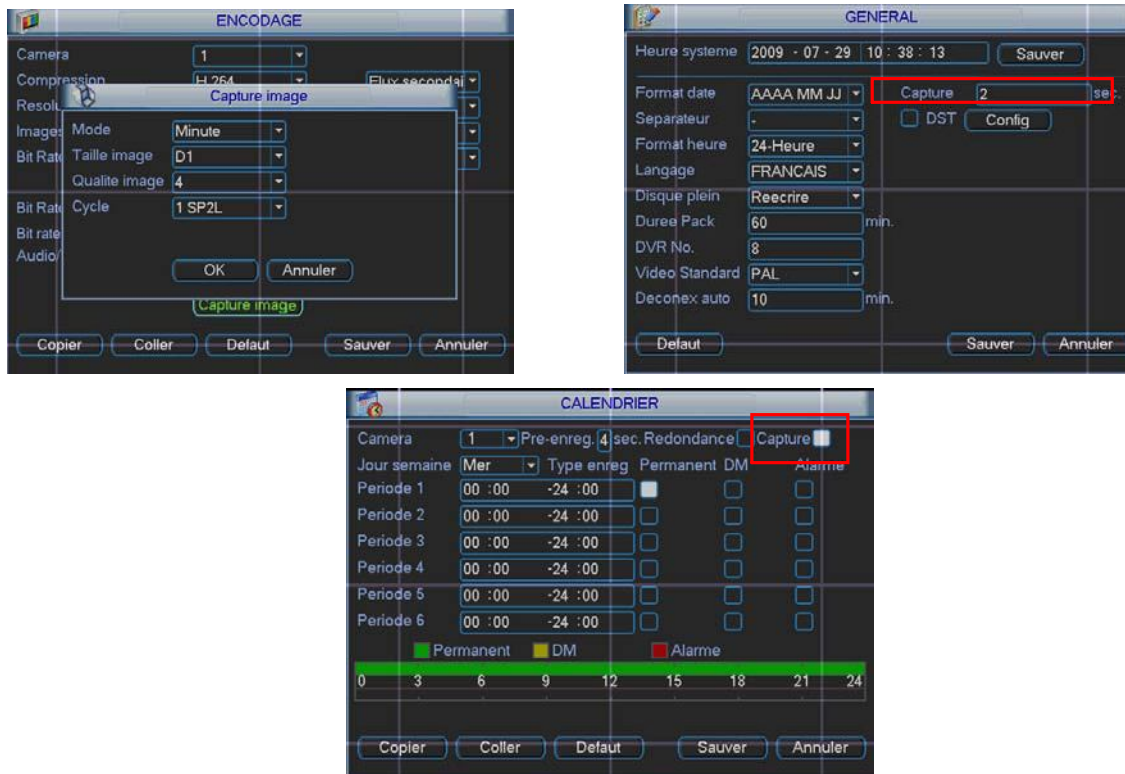 ENCODAGE
Camera 1
Compression H.264 Flux secondai
Capture image
Mode Minute
Taille image D1
Qualite image 4
Cycle 1 SP2L
OK Annuler
Resolu
Images
Bit Rate
Bit Rate
Bit rate
Audio/
Capture image
Copier Coller Defaut Sauver Annuler
GENERAL
Heure systeme 2009 - 07 - 29 10 : 38 : 13 Sauver
Format date AAAA MM JJ Capture 2 sec.
Separateur - DST Config
Format heure 24-Heure
Langage FRANCAIS
Disque plein Reecrire
Duree Pack 60 min.
DVR No. 8
Video Standard PAL
Deconex auto 10 min.
Defaut Sauver Annuler
CALENDRIER
Camera 1 Pre-enreg. 4 sec. Redondance Capture
Jour semaine Mer Type enreg Permanent DM Alarme
Periode 1 00 :00 -24 :00
Periode 2 00 :00 -24 :00
Periode 3 00 :00 -24 :00
Periode 4 00 :00 -24 :00
Periode 5 00 :00 -24 :00
Periode 6 00 :00 -24 :00
Permanent DM Alarme
0 3 6 9 12 15 18 21 24
Copier Coller Defaut Sauver Annuler